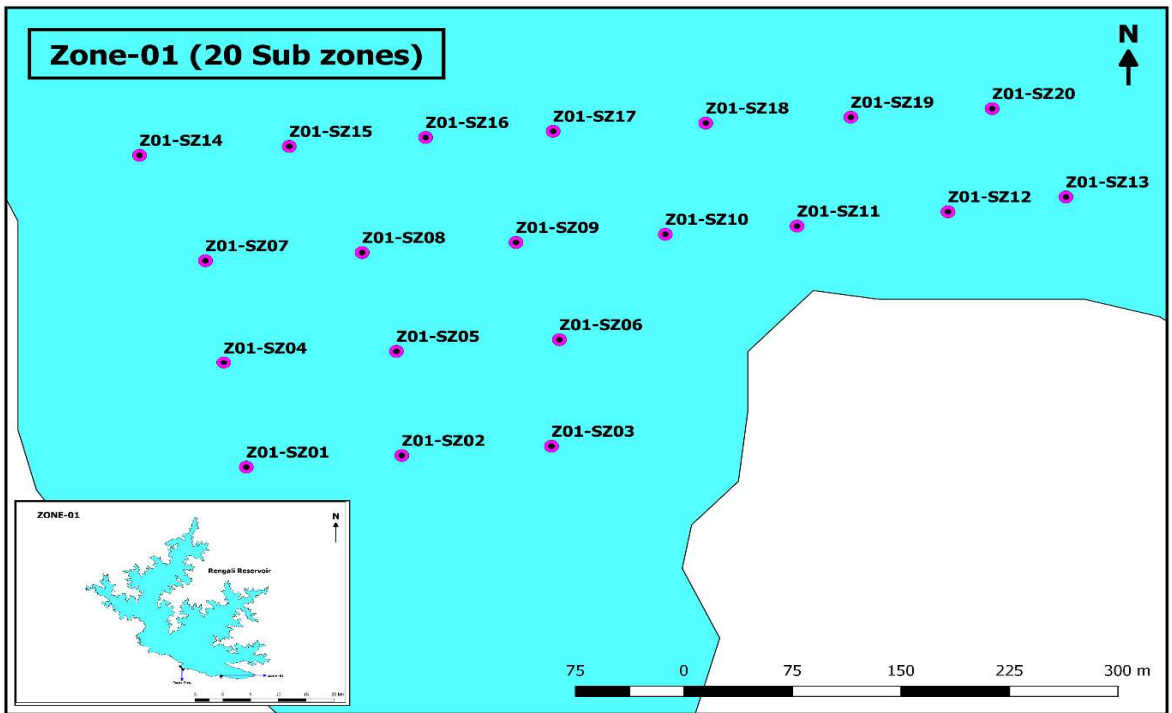 Zone-01 (20 Sub zones)
N
Z01-SZ14
Z01-SZ15
Z01-SZ16
Z01-SZ17
Z01-SZ18
Z01-SZ19
Z01-SZ20
Z01-SZ07
Z01-SZ08
Z01-SZ09
Z01-SZ10
Z01-SZ11
Z01-SZ12
Z01-SZ13
Z01-SZ04
Z01-SZ05
Z01-SZ06
Z01-SZ01
Z01-SZ02
Z01-SZ03
ZONE-01
N
Rengali Reservoir
75 0 75 150 225 300 m